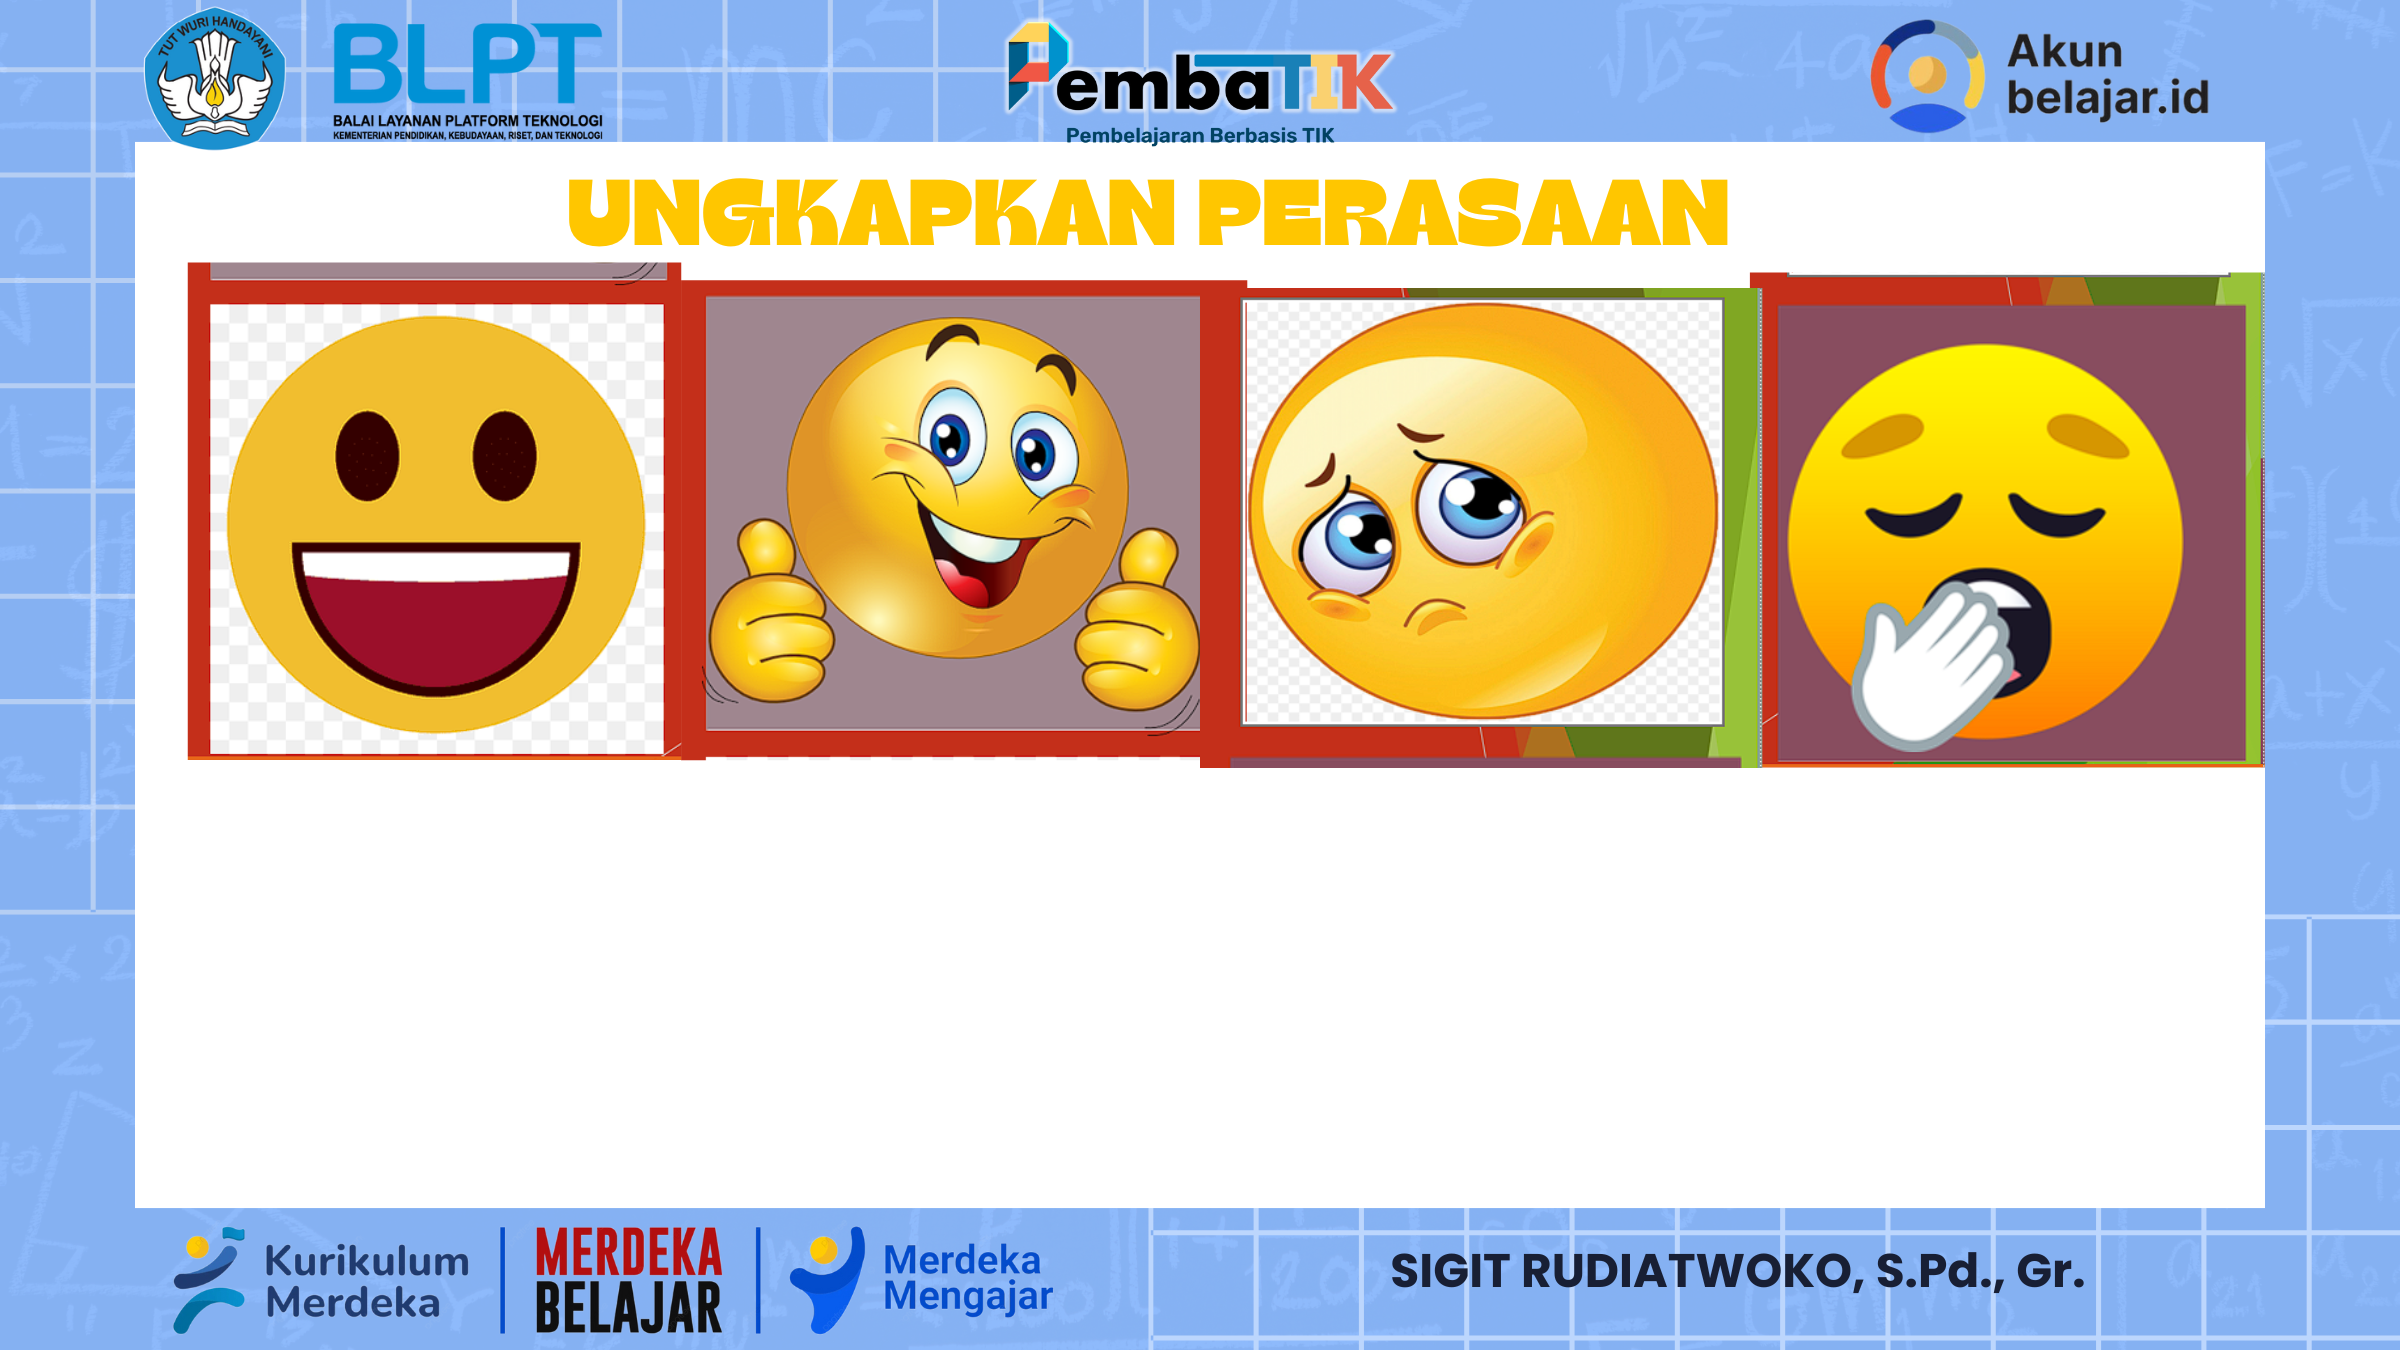 TUT WURI HANDAYANI
BLPT
BALAI LAYANAN PLATFORM TEKNOLOGI
KEMENTERIAN PENDIDIKAN, KEBUDAYAAN, RISET, DAN TEKNOLOGI
PembaTIK
Pembelajaran Berbasis TIK
Akun
belajar.id
UNGKAPKAN PERASAAN
Kurikulum
Merdeka
MERDEKA
BELAJAR
Merdeka
Mengajar
SIGIT RUDIATWOKO, S.Pd., Gr.